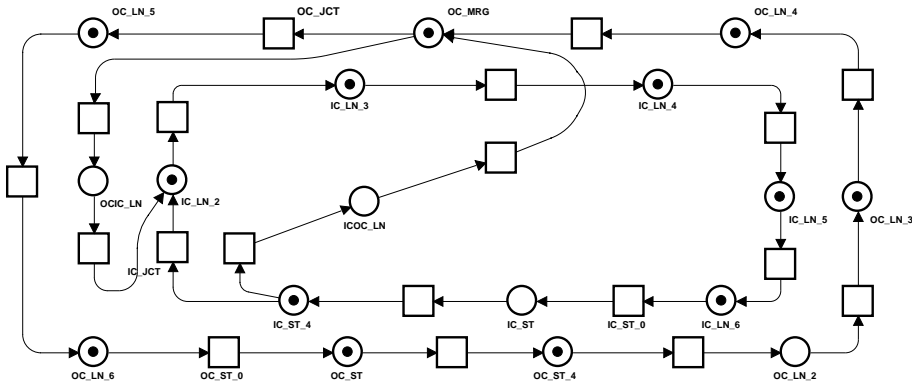 OC_LN_5
OC_JCT
OC_MRG
OC_LN_4
IC_LN_3
IC_LN_4
OCIC_LN
IC_LN_2
ICOC_LN
IC_LN_5
OC_LN_3
IC_JCT
IC_ST_4
IC_ST
IC_ST_0
IC_LN_6
OC_LN_6
OC_ST_0
OC_ST
OC_ST_4
OC_LN_2